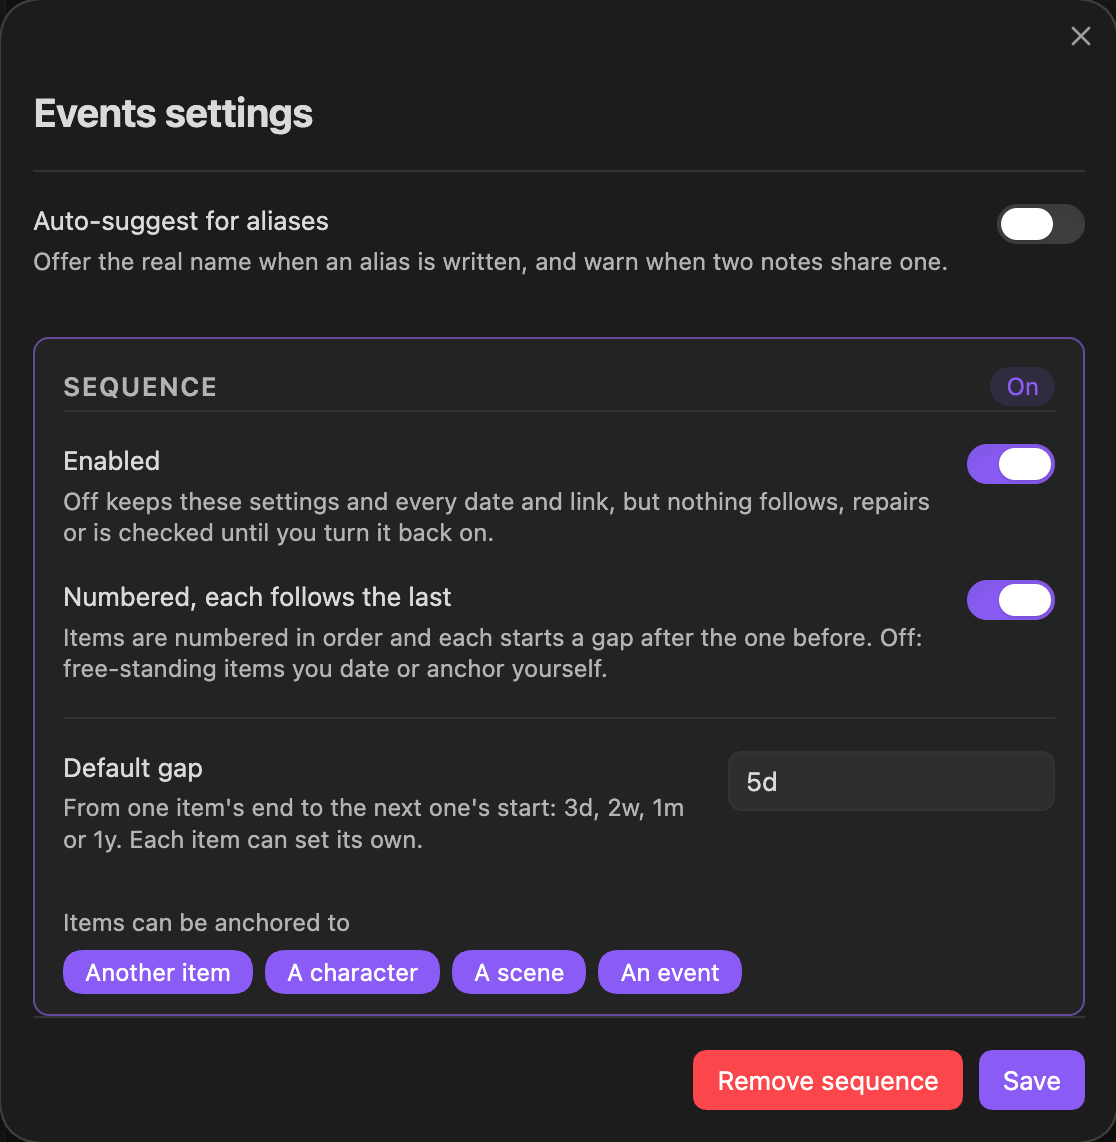 Events settings
Auto-suggest for aliases
Offer the real name when an alias is written, and warn when two notes share one.
SEQUENCE
On
Enabled
Off keeps these settings and every date and link, but nothing follows, repairs
or is checked until you turn it back on.
Numbered, each follows the last
Items are numbered in order and each starts a gap after the one before. Off:
free-standing items you date or anchor yourself.
Default gap
5d
From one item's end to the next one's start: 3d, 2w, 1m
or 1y. Each item can set its own.
Items can be anchored to
Another item
A character
A scene
An event
Remove sequence
Save